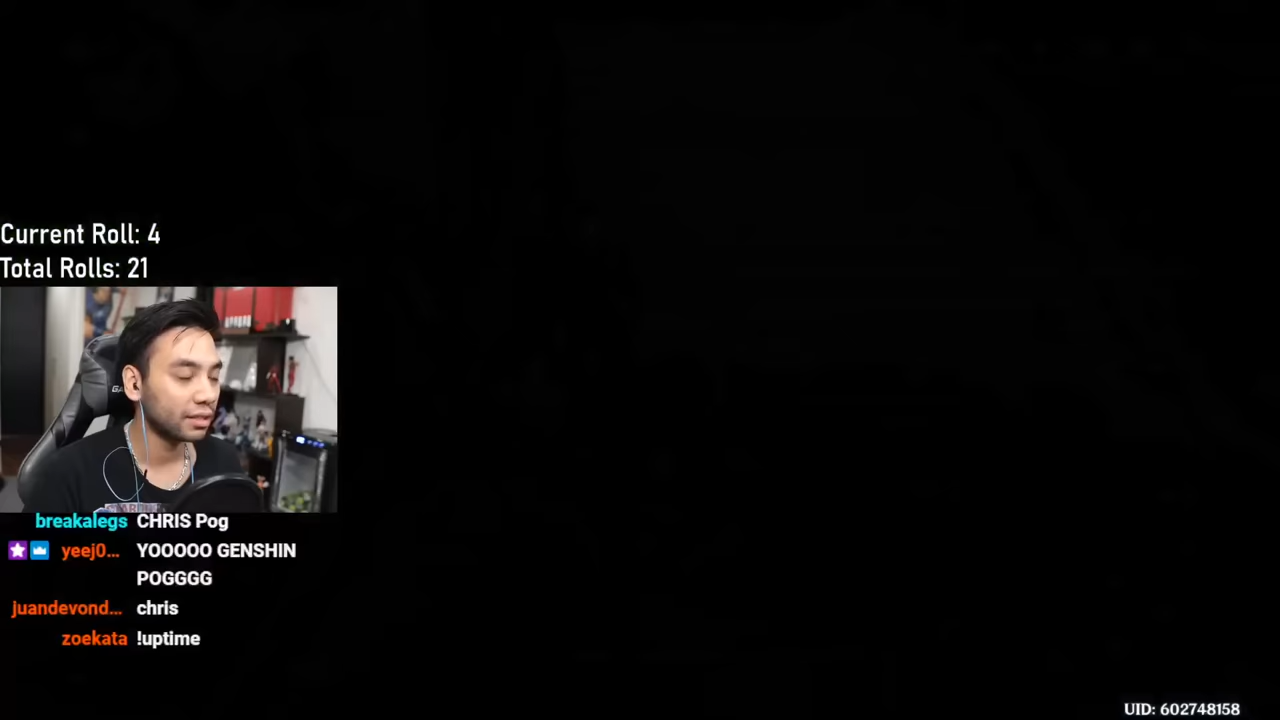 Current Roll: 4
Total Rolls: 21
breakalegs CHRIS Pog
yeej0... YOOOOO GENSHIN
POGGGG
juandevond... chris
zoekata !uptime
UID: 602748158